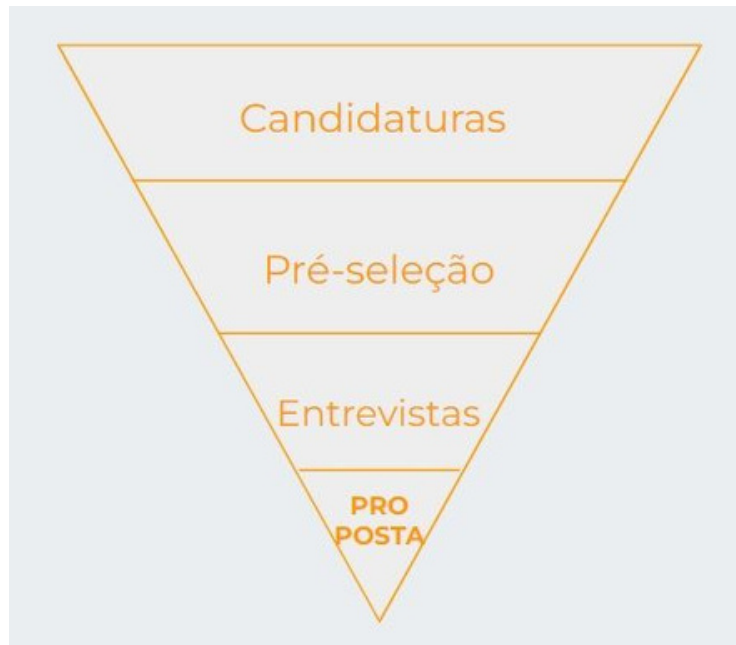 Candidaturas
Pré-seleção
Entrevistas
PRO
POSTA